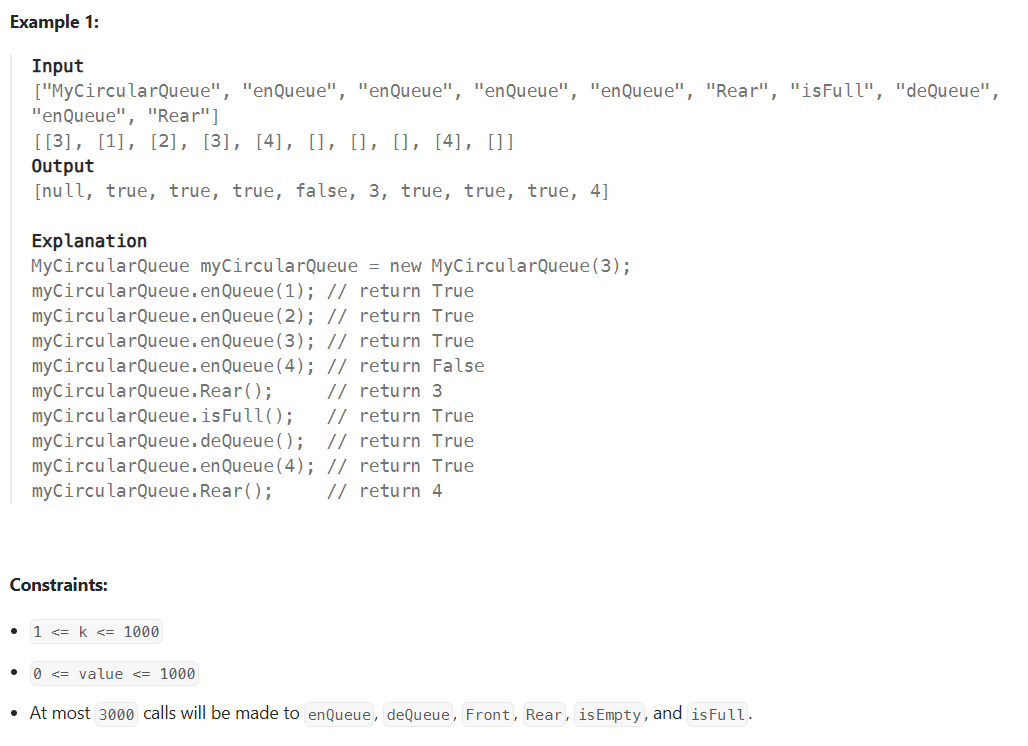 Example 1:
Input
["MyCircularQueue", "enQueue", "enQueue", "enQueue", "enQueue", "Rear", "isFull", "deQueue",
"enQueue", "Rear"]
[[3], [1], [2], [3], [4], [], [], [], [4], []]
Output
[null, true, true, true, false, 3, true, true, true, 4]
Explanation
MyCircularQueue myCircularQueue = new MyCircularQueue(3);
myCircularQueue.enQueue(1); // return True
myCircularQueue.enQueue(2); // return True
myCircularQueue.enQueue(3); // return True
myCircularQueue.enQueue(4); // return False
myCircularQueue.Rear();     // return 3
myCircularQueue.isFull();   // return True
myCircularQueue.deQueue();  // return True
myCircularQueue.enQueue(4); // return True
myCircularQueue.Rear();     // return 4
Constraints:
• 1 <= k <= 1000
• 0 <= value <= 1000
• At most 3000 calls will be made to enQueue, deQueue, Front, Rear, isEmpty, and isFull.